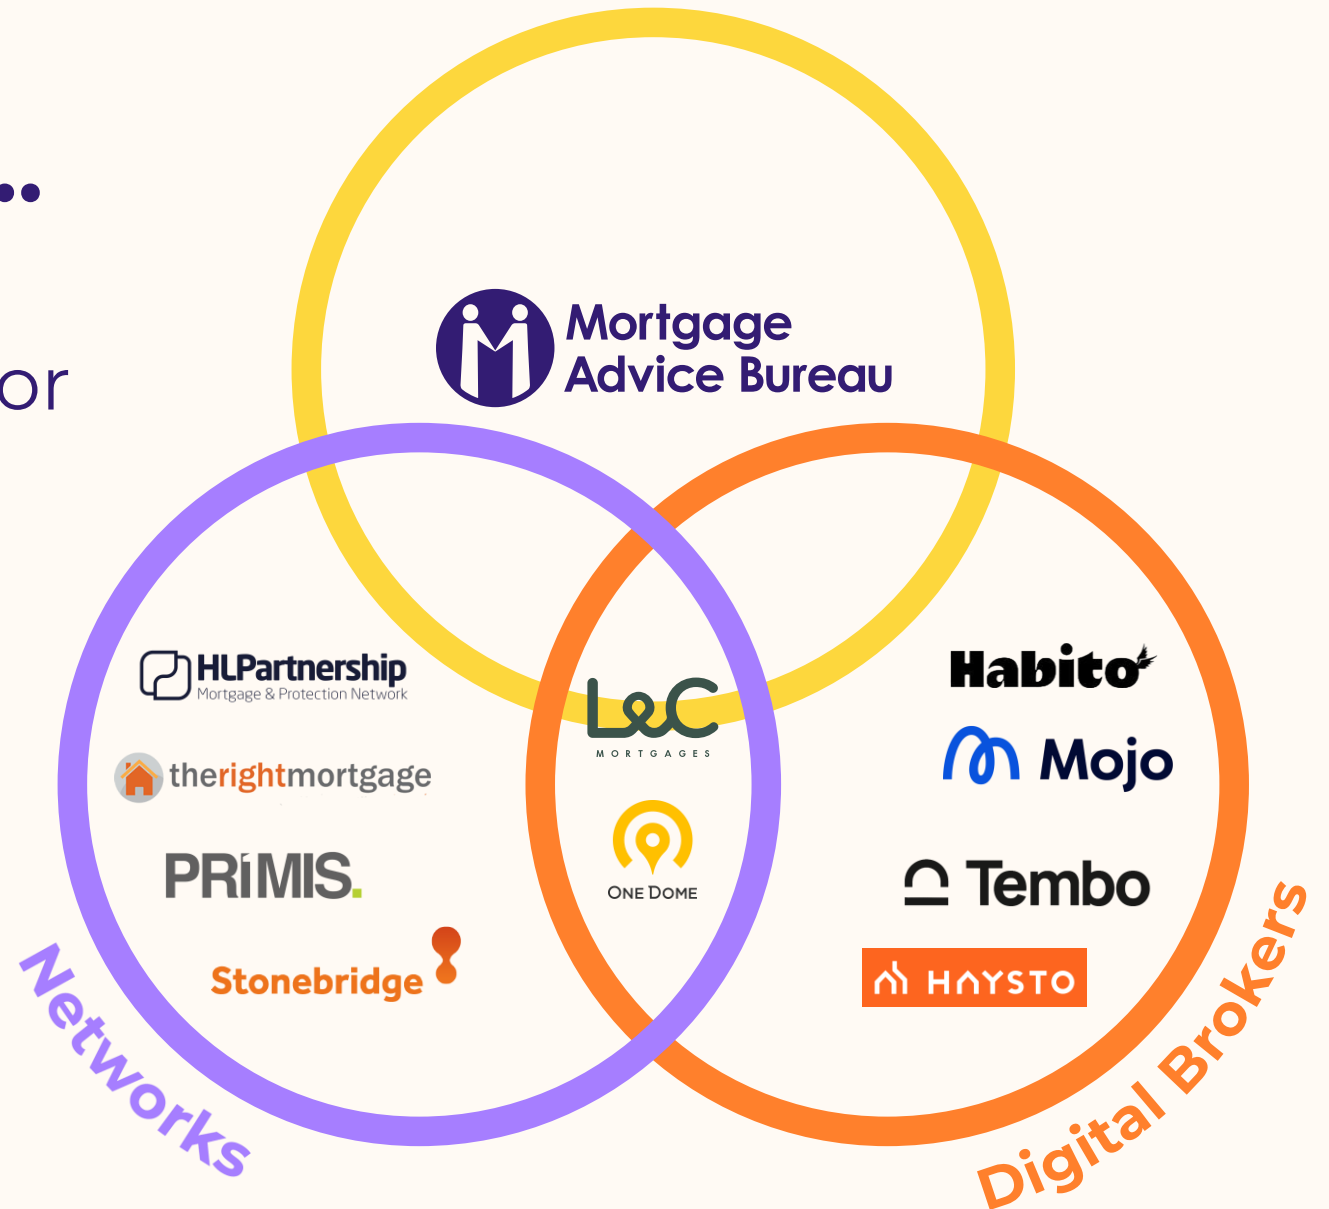 ..
or
Mortgage
Advice Bureau
HLPartnership
Mortgage & Protection Network
therightmortgage
PRIMIS.
Stonebridge
L&C
MORTGAGES
ONE DOME
Habito
Mojo
Tembo
HAYSTO
Networks
Digital Brokers